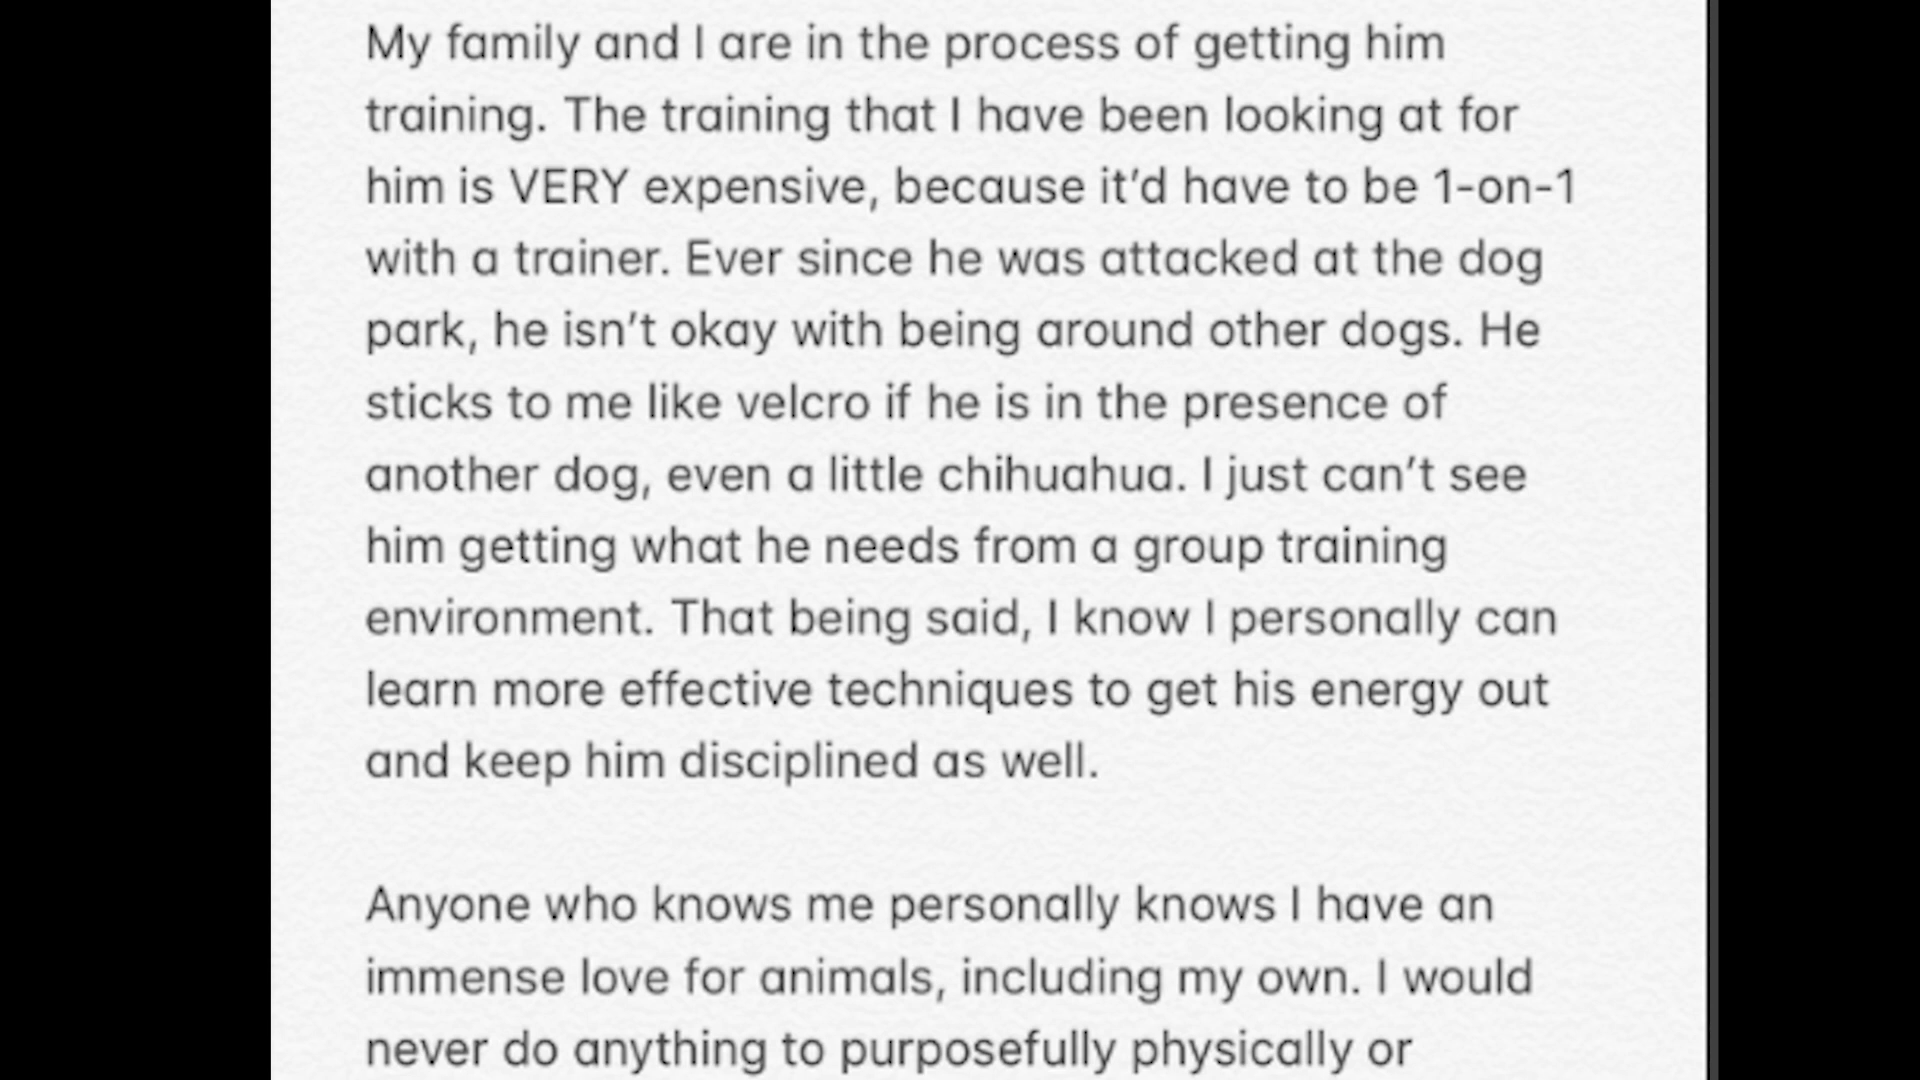 My family and I are in the process of getting him
training. The training that I have been looking at for
him is VERY expensive, because it’d have to be 1-on-1
with a trainer. Ever since he was attacked at the dog
park, he isn’t okay with being around other dogs. He
sticks to me like velcro if he is in the presence of
another dog, even a little chihuahua. I just can’t see
him getting what he needs from a group training
environment. That being said, I know I personally can
learn more effective techniques to get his energy out
and keep him disciplined as well.
Anyone who knows me personally knows I have an
immense love for animals, including my own. I would
never do anything to purposefully physically or